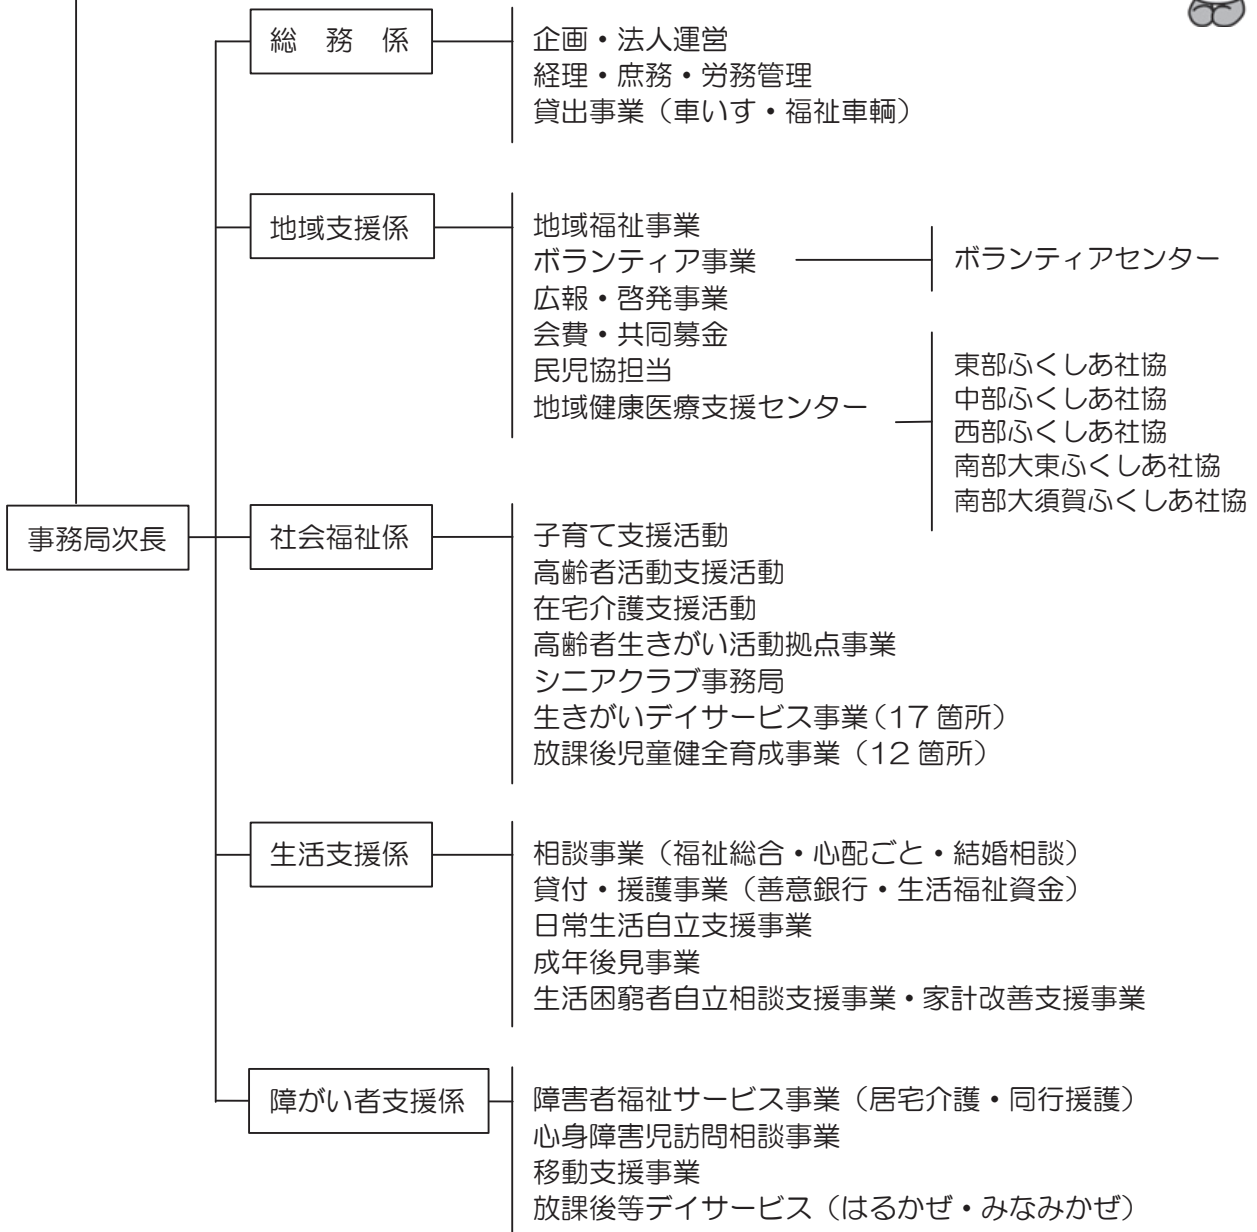 総　務　係
企画・法人運営
経理・庶務・労務管理
貸出事業（車いす・福祉車輌）
地域支援係
地域福祉事業
ボランティア事業
広報・啓発事業
会費・共同募金
民児協担当
地域健康医療支援センター
ボランティアセンター
東部ふくしあ社協
中部ふくしあ社協
西部ふくしあ社協
南部大東ふくしあ社協
南部大須賀ふくしあ社協
事務局次長
社会福祉係
子育て支援活動
高齢者活動支援活動
在宅介護支援活動
高齢者生きがい活動拠点事業
シニアクラブ事務局
生きがいデイサービス事業（17 箇所）
放課後児童健全育成事業（12 箇所）
生活支援係
相談事業（福祉総合・心配ごと・結婚相談）
貸付・援護事業（善意銀行・生活福祉資金）
日常生活自立支援事業
成年後見事業
生活困窮者自立相談支援事業・家計改善支援事業
障がい者支援係
障害者福祉サービス事業（居宅介護・同行援護）
心身障害児訪問相談事業
移動支援事業
放課後等デイサービス（はるかぜ・みなみかぜ）